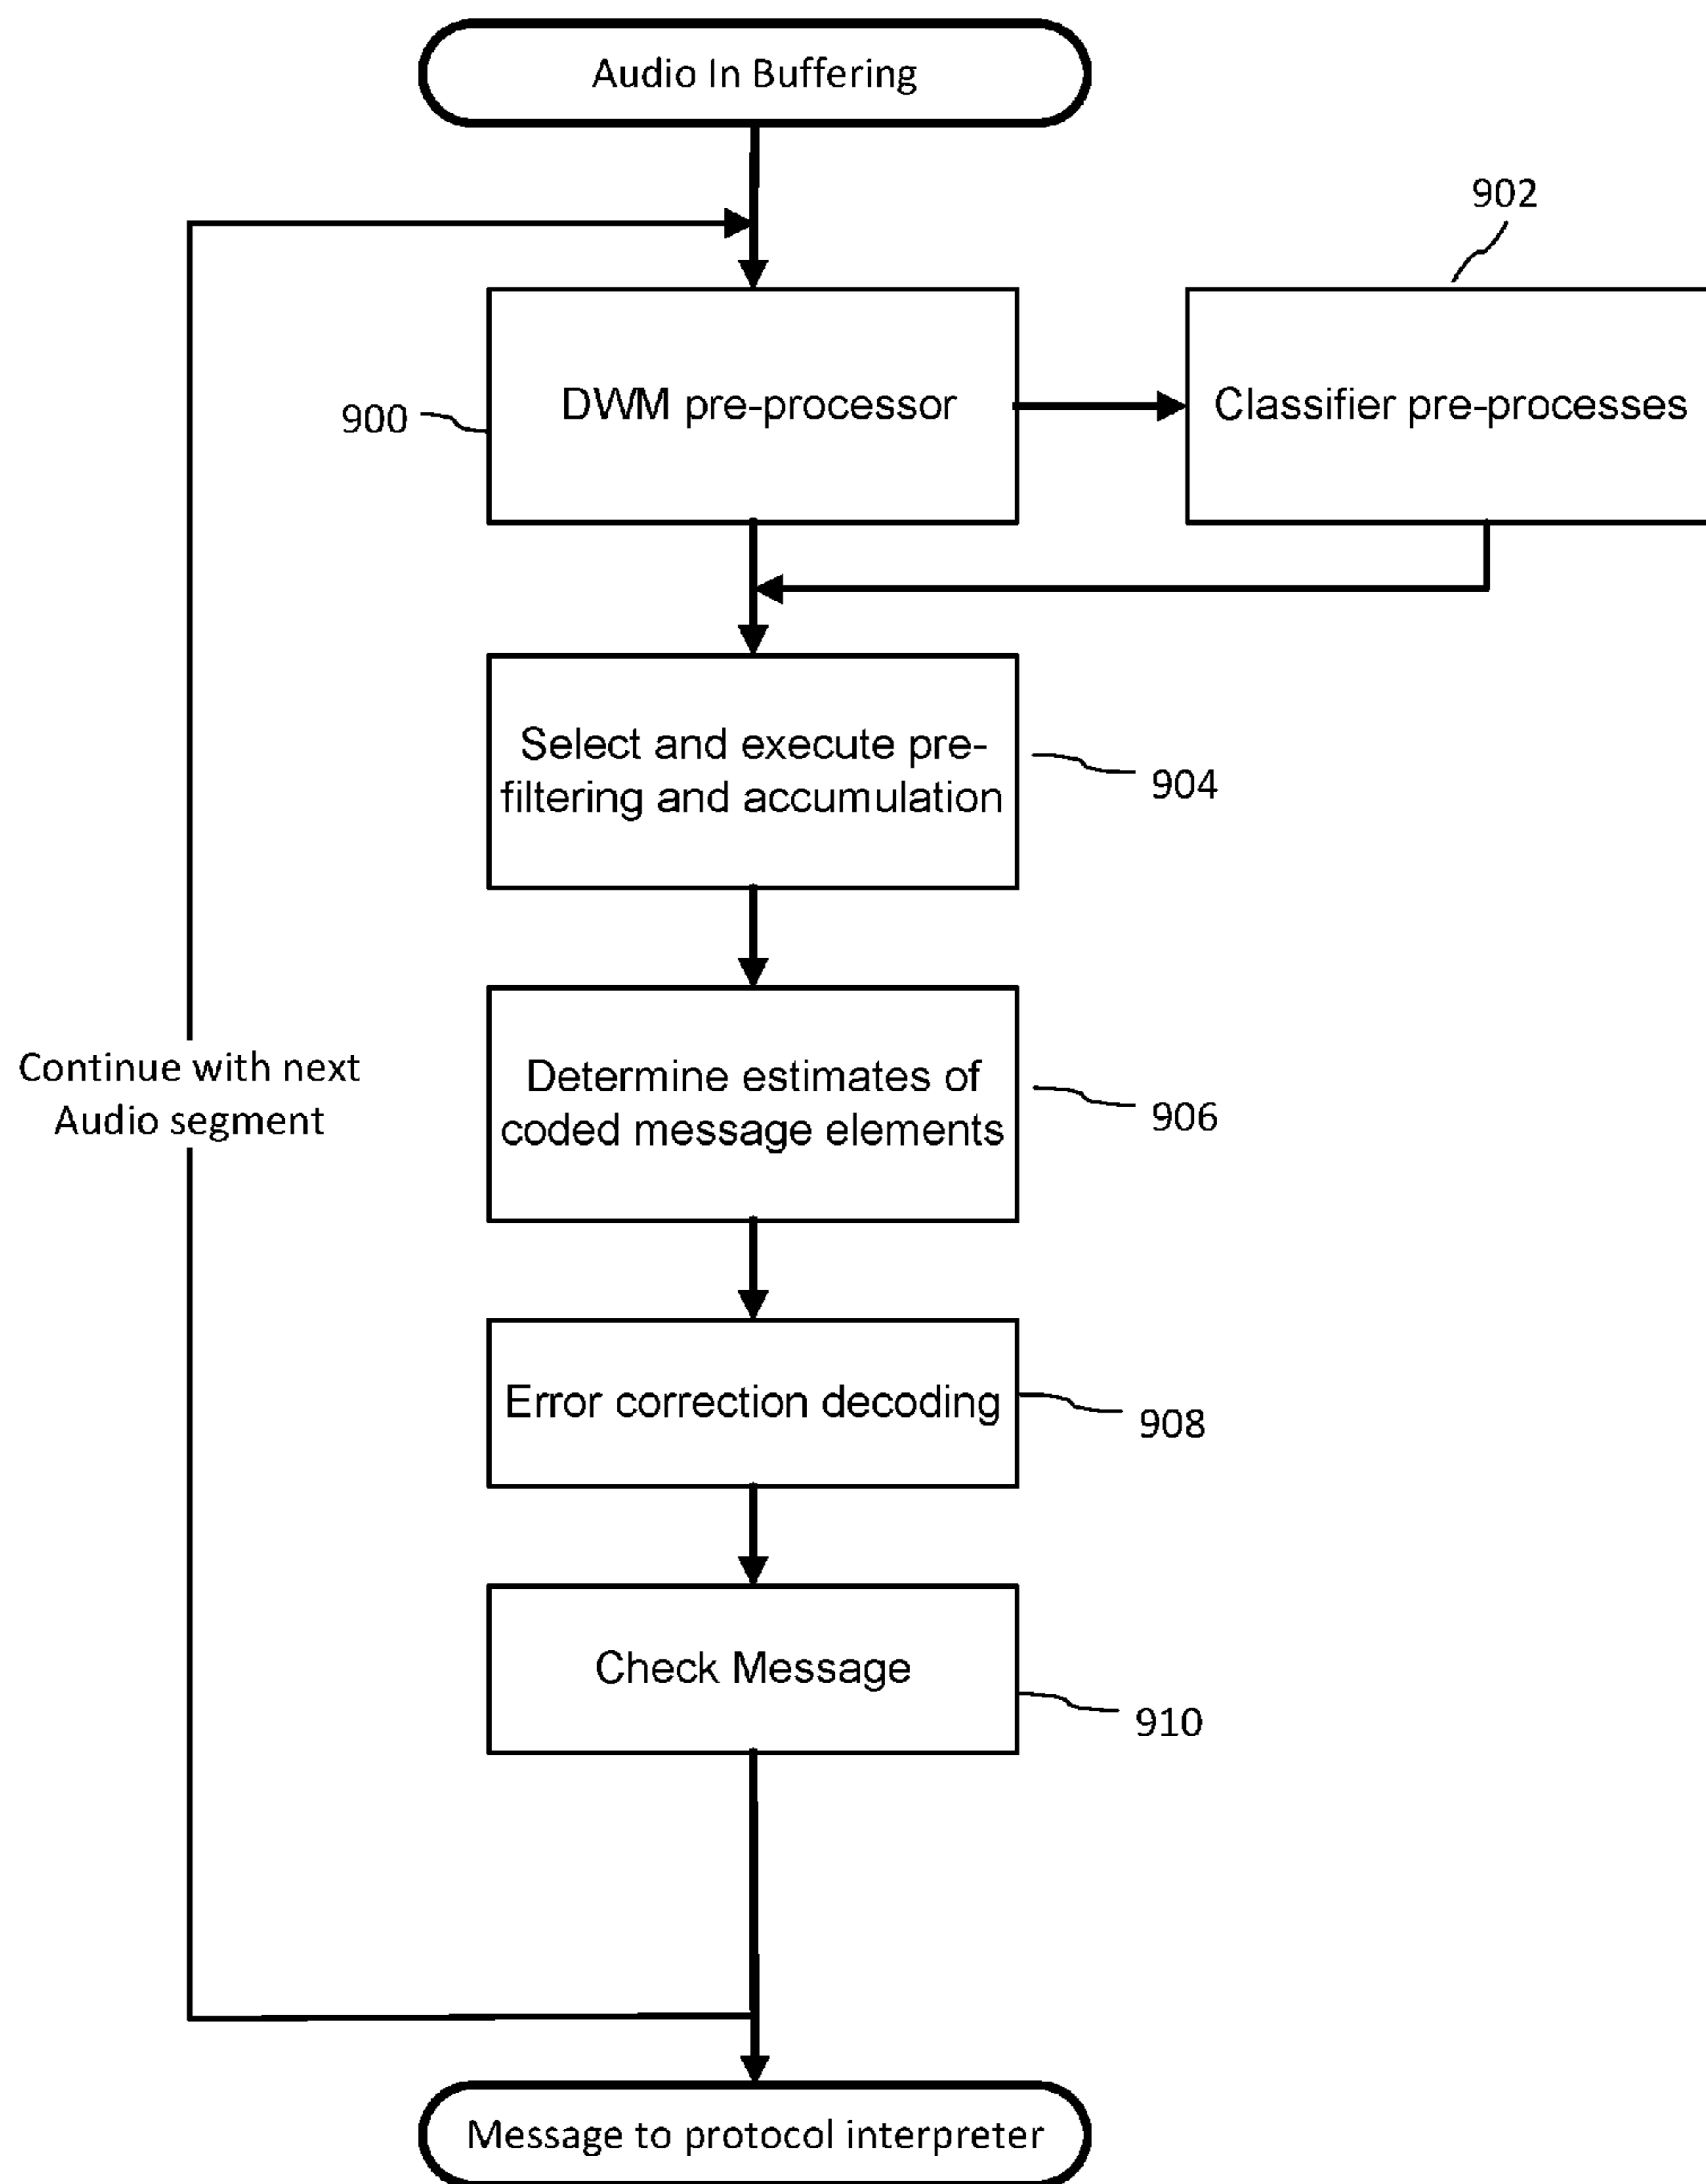 Audio In Buffering
902
DWM pre-processor
Classifier pre-processes
900
Select and execute pre-
filtering and accumulation
904
Continue with next
Audio segment
Determine estimates of
coded message elements
906
Error correction decoding
908
Check Message
910
Message to protocol interpreter